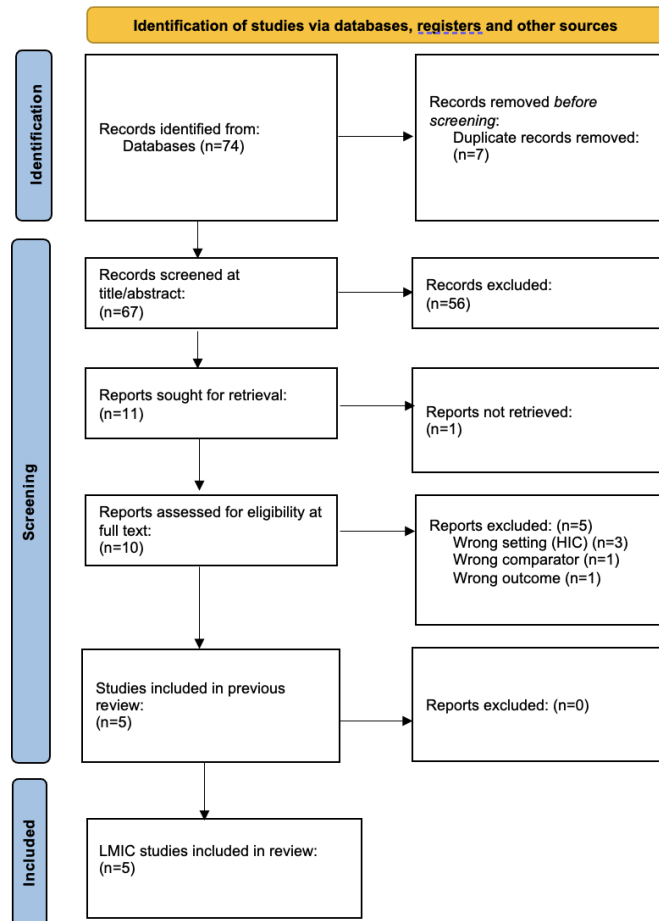 Identification of studies via databases, registers and other sources
Identification
Records identified from:
Databases (n=74)
Records removed before
screening:
Duplicate records removed:
(n=7)
Screening
Records screened at
title/abstract:
(n=67)
Records excluded:
(n=56)
Reports sought for retrieval:
(n=11)
Reports not retrieved:
(n=1)
Reports assessed for eligibility at
full text:
(n=10)
Reports excluded: (n=5)
Wrong setting (HIC) (n=3)
Wrong comparator (n=1)
Wrong outcome (n=1)
Studies included in previous
review:
(n=5)
Reports excluded: (n=0)
Included
LMIC studies included in review:
(n=5)